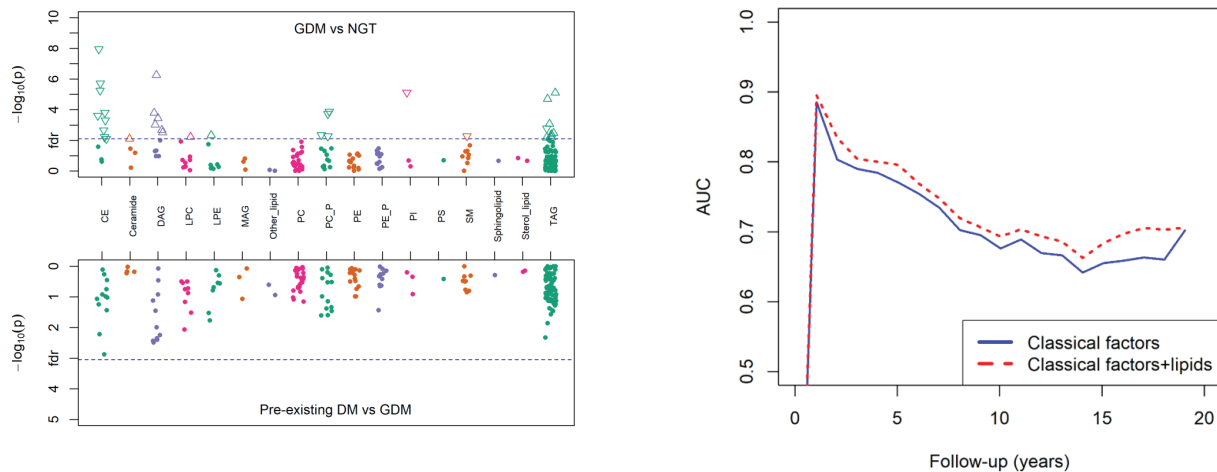 GDM vs NGT
−log10(p)
10
8
6
4
fdr
0
CE
Ceramide
DAG
LPC
LPE
MAG
Other_lipid
PC
PC_P
PE
PE_P
PI
PS
SM
Sphingolipid
Sterol_lipid
TAG
−log10(p)
0
1
2
fdr
4
5
Pre-existing DM vs GDM
AUC
1.0
0.9
0.8
0.7
0.6
0.5
Classical factors
Classical factors+lipids
0 5 10 15 20
Follow-up (years)